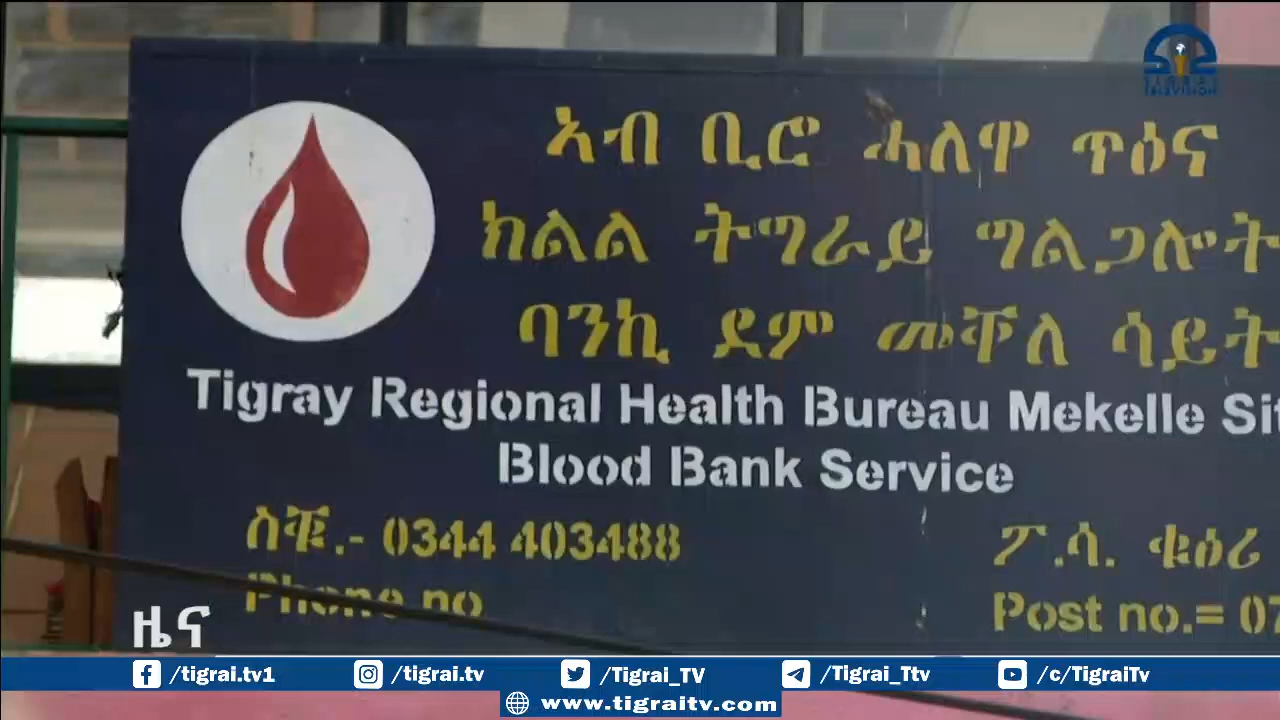 ኣብ ቢሮ ሓለዋ ጥዕና
ክልል ትግራይ ግልጋሎት
ባንኪ ደም መቐለ ሳይት
Tigray Regional Health Bureau Mekelle Sit
Blood Bank Service
ስቑ.- 0344 403488
ፖ.ሳ. ቁፅሪ
Phone no
Post no.= 07
ዜና
TELEVISION
/tigrai.tv1
/tigrai.tv
/Tigrai_TV
/Tigrai_Ttv
/c/TigraiTv
www.tigraitv.com